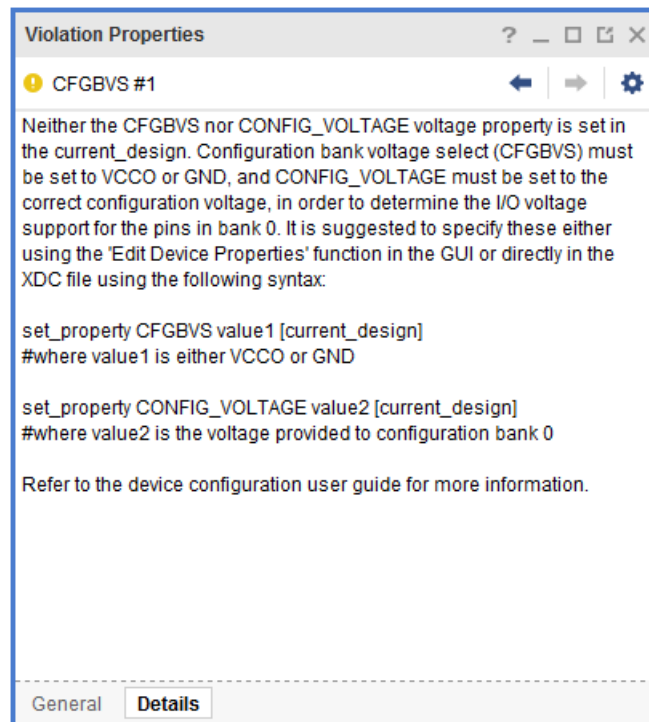 Violation Properties
CFGBVS #1
Neither the CFGBVS nor CONFIG_VOLTAGE voltage property is set in
the current_design. Configuration bank voltage select (CFGBVS) must
be set to VCCO or GND, and CONFIG_VOLTAGE must be set to the
correct configuration voltage, in order to determine the I/O voltage
support for the pins in bank 0. It is suggested to specify these either
using the 'Edit Device Properties' function in the GUI or directly in the
XDC file using the following syntax:
set_property CFGBVS value1 [current_design]
#where value1 is either VCCO or GND
set_property CONFIG_VOLTAGE value2 [current_design]
#where value2 is the voltage provided to configuration bank 0
Refer to the device configuration user guide for more information.
General Details